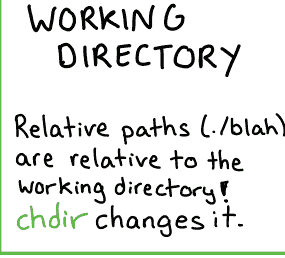 WORKING
DIRECTORY
Relative paths (./blah)
are relative to the
working directory!
chdir changes it.